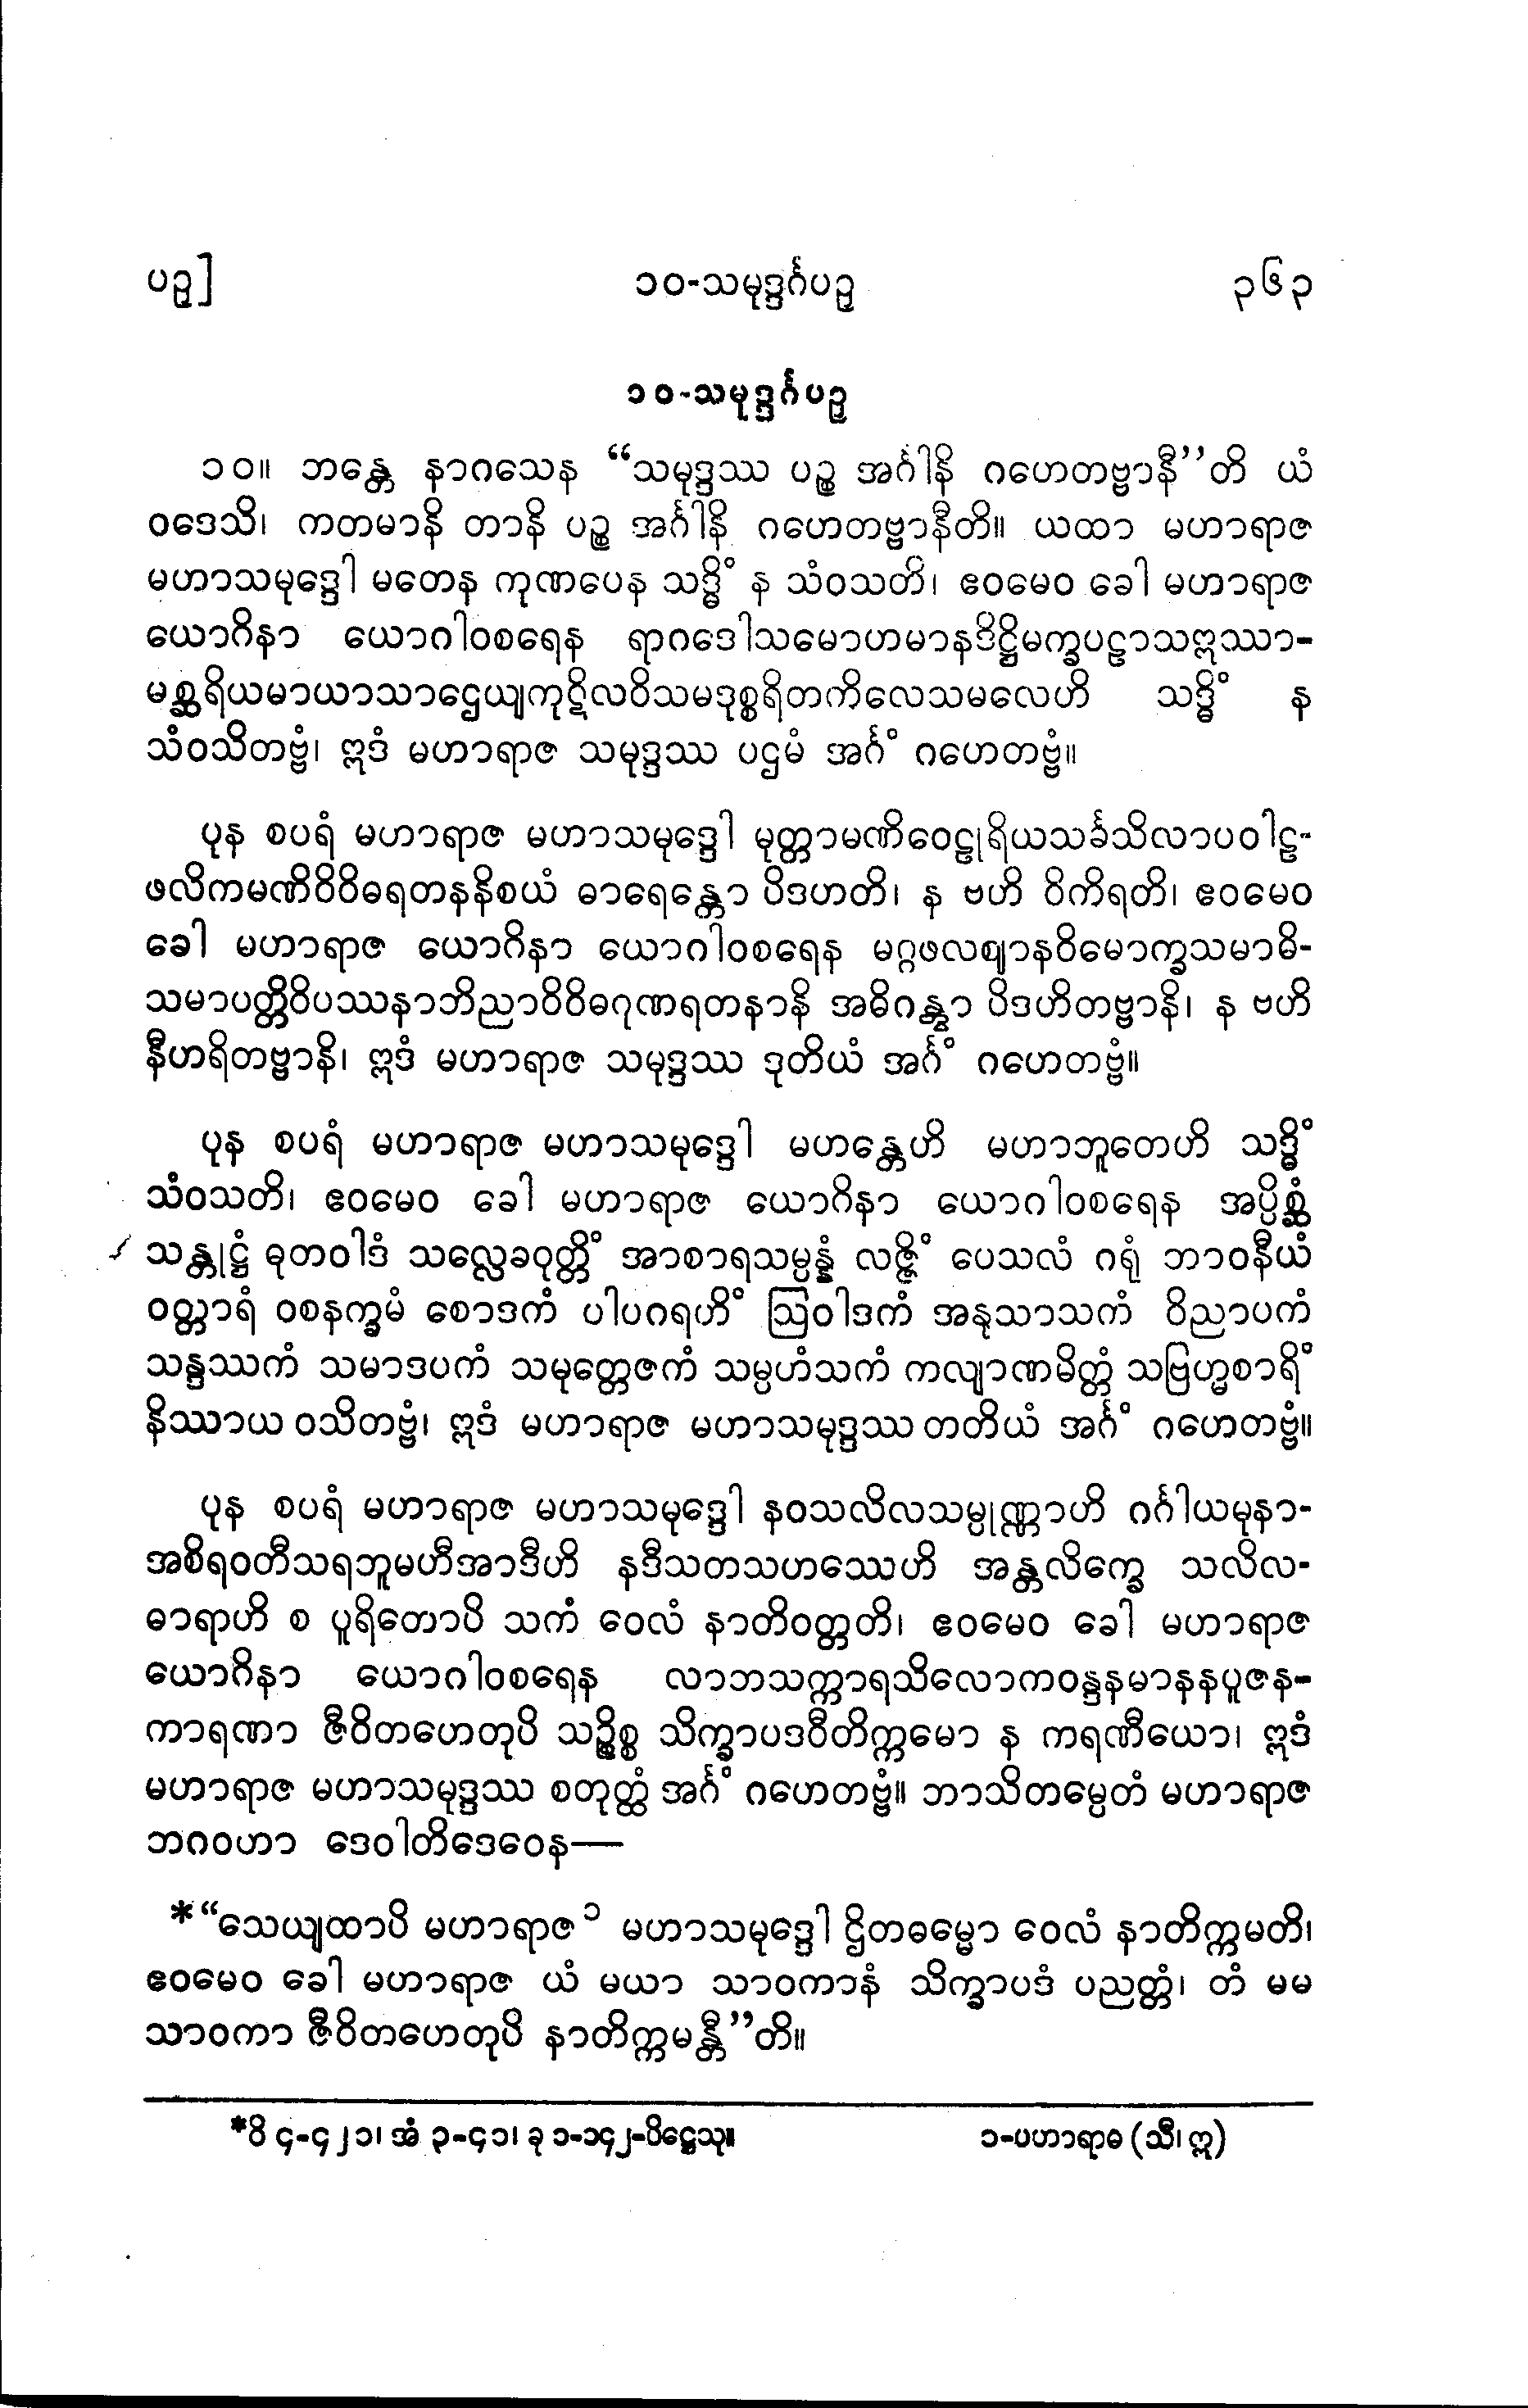 ပဉှ]
၁၀-သမုဒ္ဒင်္ဂပဉှ
၃၆၃
၁၀-သမုဒ္ဒင်္ဂပဉှ
၁၀။ ဘန္တေ နာဂသေန “သမုဒ္ဒဿ ပဉ္စ အင်္ဂါနိ ဂဟေတဗ္ဗာနီ”တိ ယံ
ဝဒေသိ၊ ကတမာနိ တာနိ ပဉ္စ အင်္ဂါနိ ဂဟေတဗ္ဗာနီတိ။ ယထာ မဟာရာဇ
မဟာသမုဒ္ဒေါ မတေန ကုဏပေန သဒ္ဓိံ န သံဝသတိ၊ ဧဝမေဝ ခေါ မဟာရာဇ
ယောဂိနာ ယောဂါဝစရေန ရာဂဒေါသမောဟမာနဒိဋ္ဌိမက္ခပဠာသဣဿာ-
မစ္ဆရိယမာယာသာဌေယျကုဋိလဝိသမဒုစ္စရိတကိလေသမလေဟိ သဒ္ဓိံ န
သံဝသိတဗ္ဗံ၊ ဣဒံ မဟာရာဇ သမုဒ္ဒဿ ပဌမံ အင်္ဂံ ဂဟေတဗ္ဗံ။
ပုန စပရံ မဟာရာဇ မဟာသမုဒ္ဒေါ မုတ္တာမဏိဝေဠုရိယသင်္ခသိလာပဝါဠ-
ဖလိကမဏိဝိဝိဓရတနနိစယံ ဓာရေန္တော ပိဒဟတိ၊ န ဗဟိ ဝိကိရတိ၊ ဧဝမေဝ
ခေါ မဟာရာဇ ယောဂိနာ ယောဂါဝစရေန မဂ္ဂဖလဈာနဝိမောက္ခသမာဓိ-
သမာပတ္တိဝိပဿနာဘိညာဝိဝိဓဂုဏရတနာနိ အဓိဂန္တွာ ပိဒဟိတဗ္ဗာနိ၊ န ဗဟိ
နီဟရိတဗ္ဗာနိ၊ ဣဒံ မဟာရာဇ သမုဒ္ဒဿ ဒုတိယံ အင်္ဂံ ဂဟေတဗ္ဗံ။
ပုန စပရံ မဟာရာဇ မဟာသမုဒ္ဒေါ မဟန္တေဟိ မဟာဘူတေဟိ သဒ္ဓိံ
သံဝသတိ၊ ဧဝမေဝ ခေါ မဟာရာဇ ယောဂိနာ ယောဂါဝစရေန အပ္ပိစ္ဆံ
သန္တုဋ္ဌံ ဓုတဝါဒံ သလ္လေခဝုတ္တိံ အာစာရသမ္ပန္နံ လဇ္ဇိံ ပေသလံ ဂရုံ ဘာဝနီယံ
ဝတ္တာရံ ဝစနက္ခမံ စောဒကံ ပါပဂရဟိံ ဩဝါဒကံ အနုသာသကံ ဝိညာပကံ
သန္ဒဿကံ သမာဒပကံ သမုတ္တေဇကံ သမ္ပဟံသကံ ကလျာဏမိတ္တံ သဗြဟ္မစာရိံ
နိဿာယ ဝသိတဗ္ဗံ၊ ဣဒံ မဟာရာဇ မဟာသမုဒ္ဒဿ တတိယံ အင်္ဂံ ဂဟေတဗ္ဗံ။
ပုန စပရံ မဟာရာဇ မဟာသမုဒ္ဒေါ နဝသလိလသမ္ပုဏ္ဏာဟိ ဂင်္ဂါယမုနာ-
အစိရဝတီသရဘူမဟီအာဒီဟိ နဒီသတသဟဿေဟိ အန္တလိက္ခေ သလိလ-
ဓာရာဟိ စ ပူရိတောပိ သကံ ဝေလံ နာတိဝတ္တတိ၊ ဧဝမေဝ ခေါ မဟာရာဇ
ယောဂိနာ ယောဂါဝစရေန လာဘသက္ကာရသိလောကဝန္ဒနမာနနပူဇန-
ကာရဏာ ဇီဝိတဟေတုပိ သဉ္စိစ္စ သိက္ခာပဒဝီတိက္ကမော န ကရဏီယော၊ ဣဒံ
မဟာရာဇ မဟာသမုဒ္ဒဿ စတုတ္ထံ အင်္ဂံ ဂဟေတဗ္ဗံ။ ဘာသိတမ္ပေတံ မဟာရာဇ
ဘဂဝတာ ဒေဝါတိဒေဝေန—
*“သေယျထာပိ မဟာရာဇ ၁ မဟာသမုဒ္ဒေါ ဌိတဓမ္မော ဝေလံ နာတိက္ကမတိ၊
ဧဝမေဝ ခေါ မဟာရာဇ ယံ မယာ သာဝကာနံ သိက္ခာပဒံ ပညတ္တံ၊ တံ မမ
သာဝကာ ဇီဝိတဟေတုပိ နာတိက္ကမန္တီ”တိ။
*ဝိ ၄-၄၂၁၊ အံ ၃-၄၁၊ ခု ၁-၁၄၂-ပိဋ္ဌေသု။
၁-ပဟာရာဓ (သီ၊ ဣ)